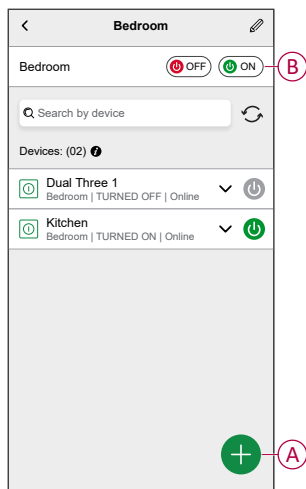 Bedroom
Bedroom OFF ON B
Search by device
Devices: (02)
Dual Three 1
Bedroom | TURNED OFF | Online
Kitchen
Bedroom | TURNED ON | Online
A